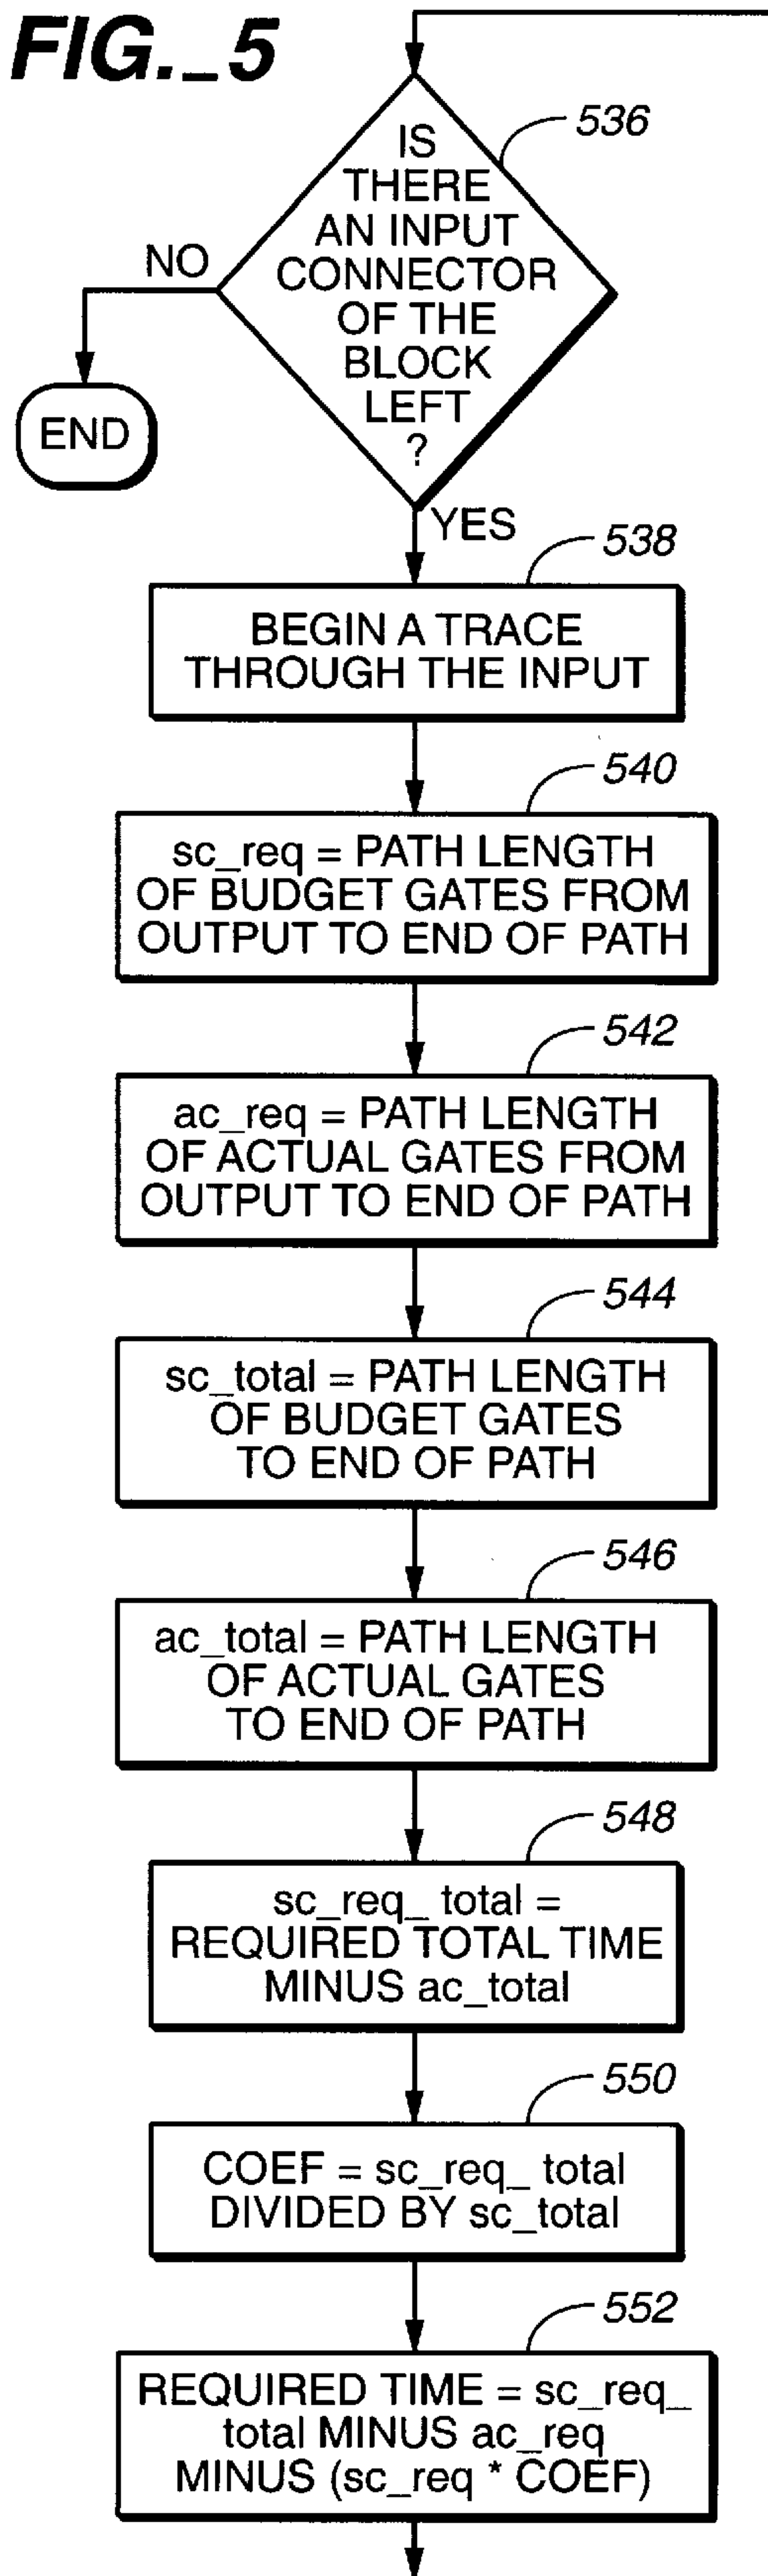 FIG._5
536
IS
THERE
AN INPUT
CONNECTOR
OF THE
BLOCK
LEFT
?
NO
END
YES
538
BEGIN A TRACE
THROUGH THE INPUT
540
sc_req = PATH LENGTH
OF BUDGET GATES FROM
OUTPUT TO END OF PATH
542
ac_req = PATH LENGTH
OF ACTUAL GATES FROM
OUTPUT TO END OF PATH
544
sc_total = PATH LENGTH
OF BUDGET GATES
TO END OF PATH
546
ac_total = PATH LENGTH
OF ACTUAL GATES
TO END OF PATH
548
sc_req_ total =
REQUIRED TOTAL TIME
MINUS ac_total
550
COEF = sc_req_ total
DIVIDED BY sc_total
552
REQUIRED TIME = sc_req_
total MINUS ac_req
MINUS (sc_req * COEF)